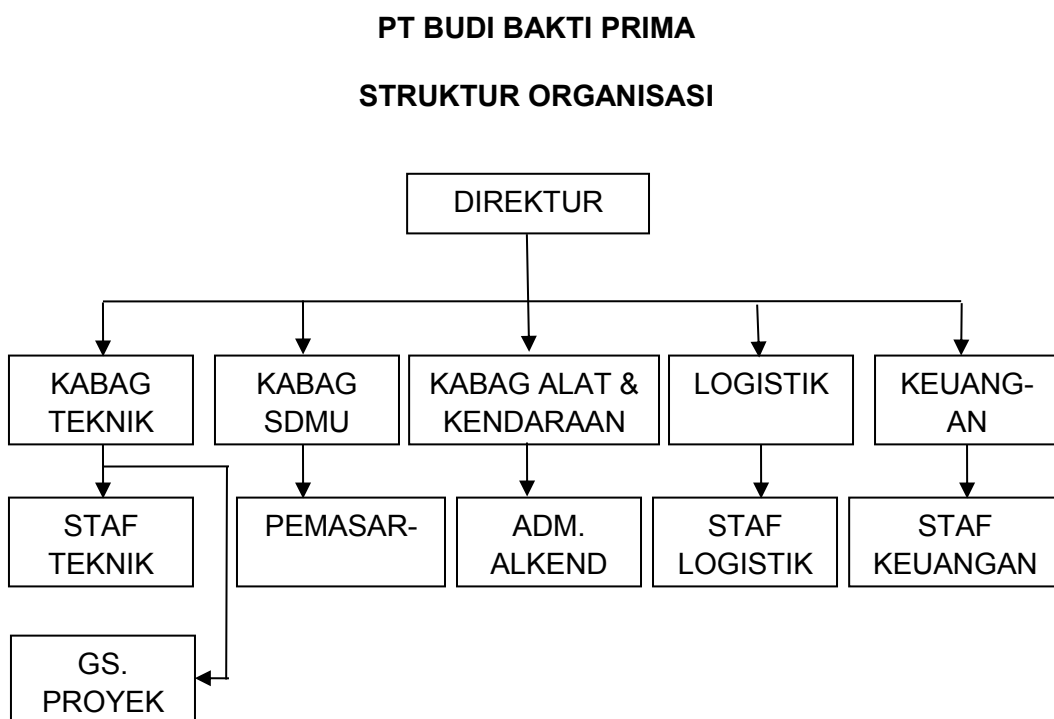 PT BUDI BAKTI PRIMA
STRUKTUR ORGANISASI
DIREKTUR
KABAG
TEKNIK
KABAG
SDMU
KABAG ALAT &
KENDARAAN
LOGISTIK
KEUANG-
AN
STAF
TEKNIK
PEMASAR-
ADM.
ALKEND
STAF
LOGISTIK
STAF
KEUANGAN
GS.
PROYEK